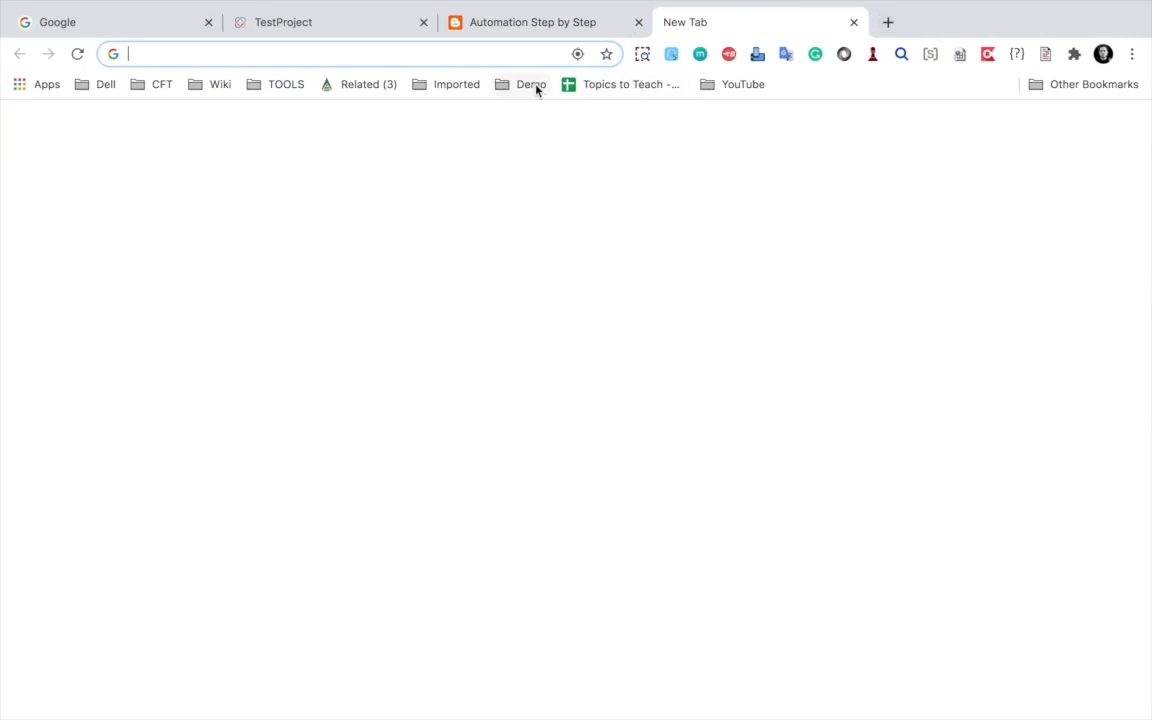 Google TestProject Automation Step by Step New Tab
Apps Dell CFT Wiki TOOLS Related (3) Imported Demo Topics to Teach -... YouTube Other Bookmarks